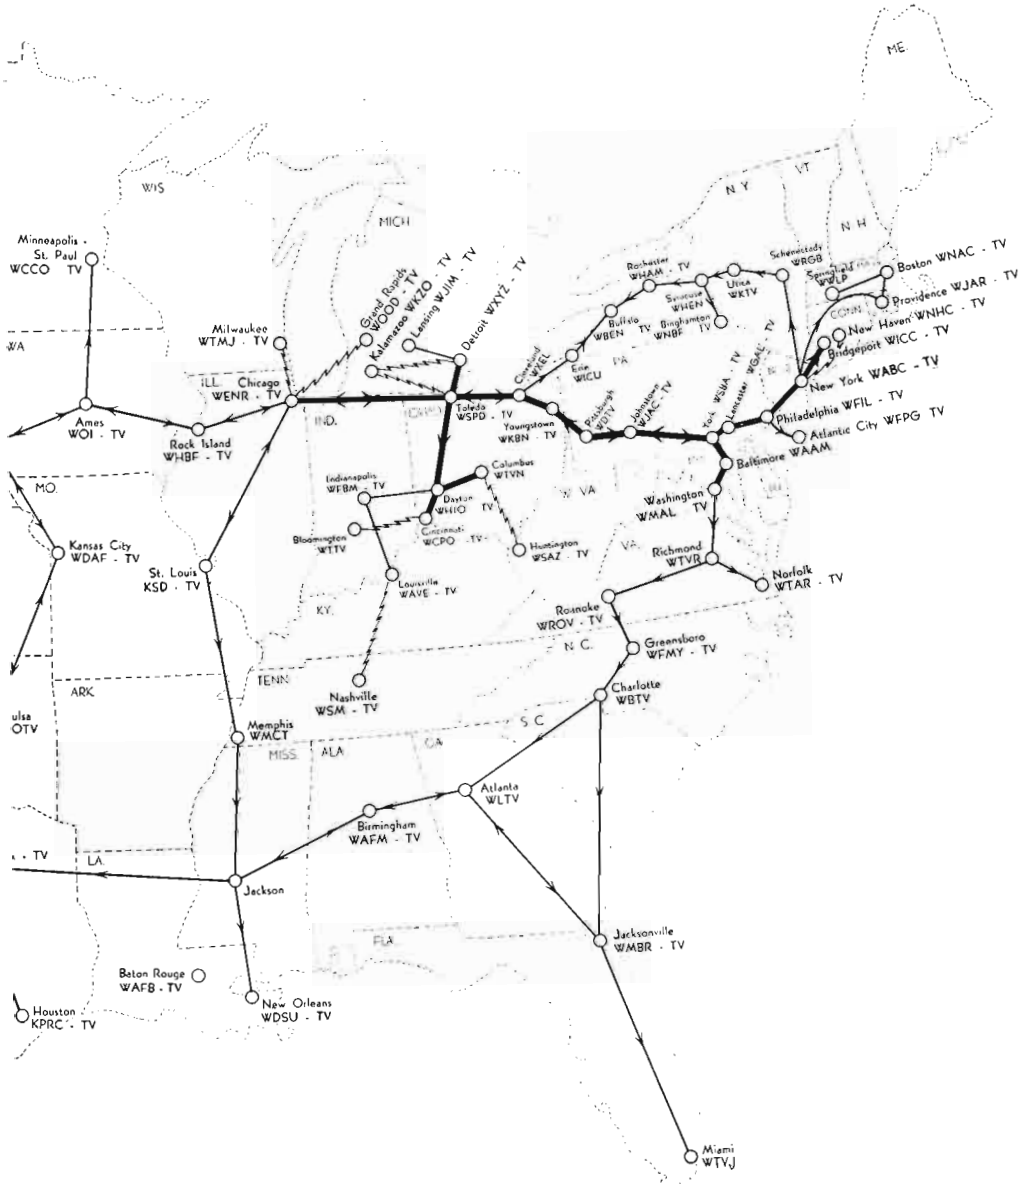 ME.
WIS
VT
N. Y
MICH
N H
Minneapolis -
St. Paul
WCCO TV
Schenectady
WRGB
Boston WNAC - TV
Rochester
WHAM - TV
Springfield
WWLP
Utica
WKTV
Syracuse
WHEN
Providence WJAR - TV
CONN.
Grand Rapids
WOOD - TV
Kalamazoo WKZO - TV
Lansing WJIM - TV
Detroit WXYZ - TV
Buffalo
WBEN TV
Binghamton
WNBF TV
New Haven WNHC - TV
Bridgeport WICC - TV
Milwaukee
WTMJ - TV
WA
Cleveland
WXEL
Erie
WICU
PA
New York WABC - TV
ILL.
Chicago
WENR - TV
IND.
Toledo
WSPD - TV
Youngstown
WKBN - TV
Pittsburgh
WDTV
Johnstown
WJAC - TV
York WSBA - TV
Lancaster WGAL - TV
Philadelphia WFIL - TV
Atlantic City WFPG - TV
Ames
WOI - TV
Rock Island
WHBF - TV
Baltimore WAAM
Columbus
WTVN
Indianapolis
WFBM - TV
Dayton
WHIO TV
MO.
W VA
Washington
WMAL TV
Bloomington
WTTV
Cincinnati
WCPO - TV
Huntington
WSAZ - TV
VA.
Richmond
WTVR
Kansas City
WDAF - TV
St. Louis
KSD - TV
Louisville
WAVE - TV
Norfolk
WTAR - TV
KY.
Roanoke
WROV - TV
N C.
Greensboro
WFMY - TV
TENN
ARK
Nashville
WSM - TV
Charlotte
WBTV
ulsa
OTV
S C
Memphis
WMCT
MISS.
ALA
GA
Atlanta
WLTV
Birmingham
WAFM - TV
. - TV
LA.
Jackson
FLA.
Jacksonville
WMBR - TV
Baton Rouge
WAFB - TV
New Orleans
WDSU - TV
Houston
KPRC - TV
Miami
WTVJ